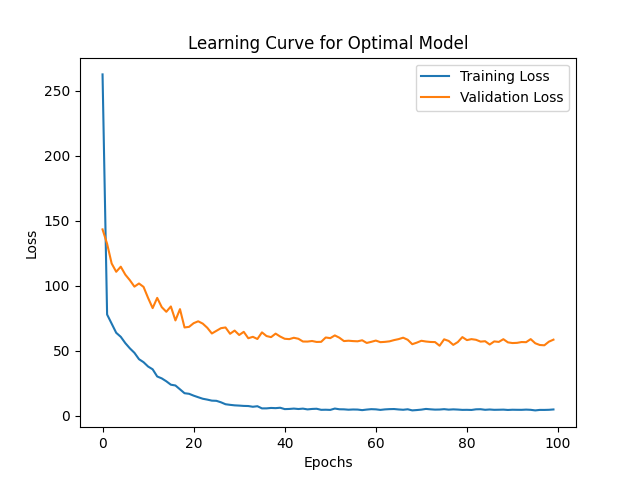 Learning Curve for Optimal Model
Training Loss
Validation Loss
250
200
150
100
50
0
Loss
0 20 40 60 80 100
Epochs